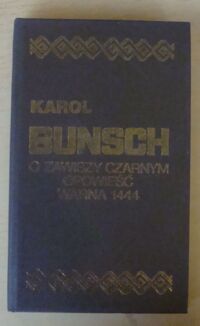 KAROL
BUNSCH
O ZAWISZY CZARNYM
OPOWIEŚĆ
WARNA 1444